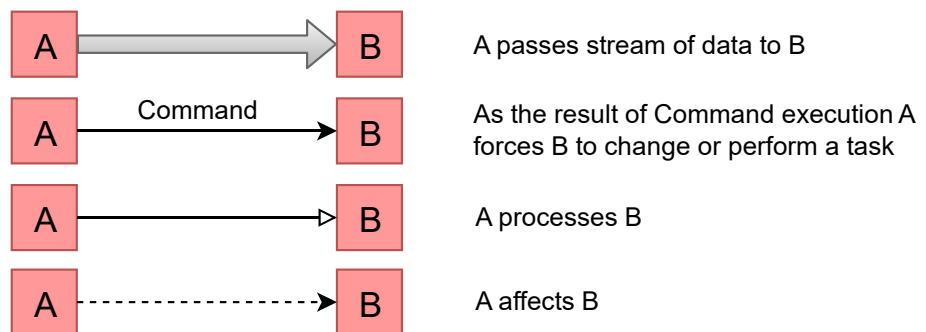 A B A passes stream of data to B
Command
A B As the result of Command execution A
forces B to change or perform a task
A B A processes B
A B A affects B